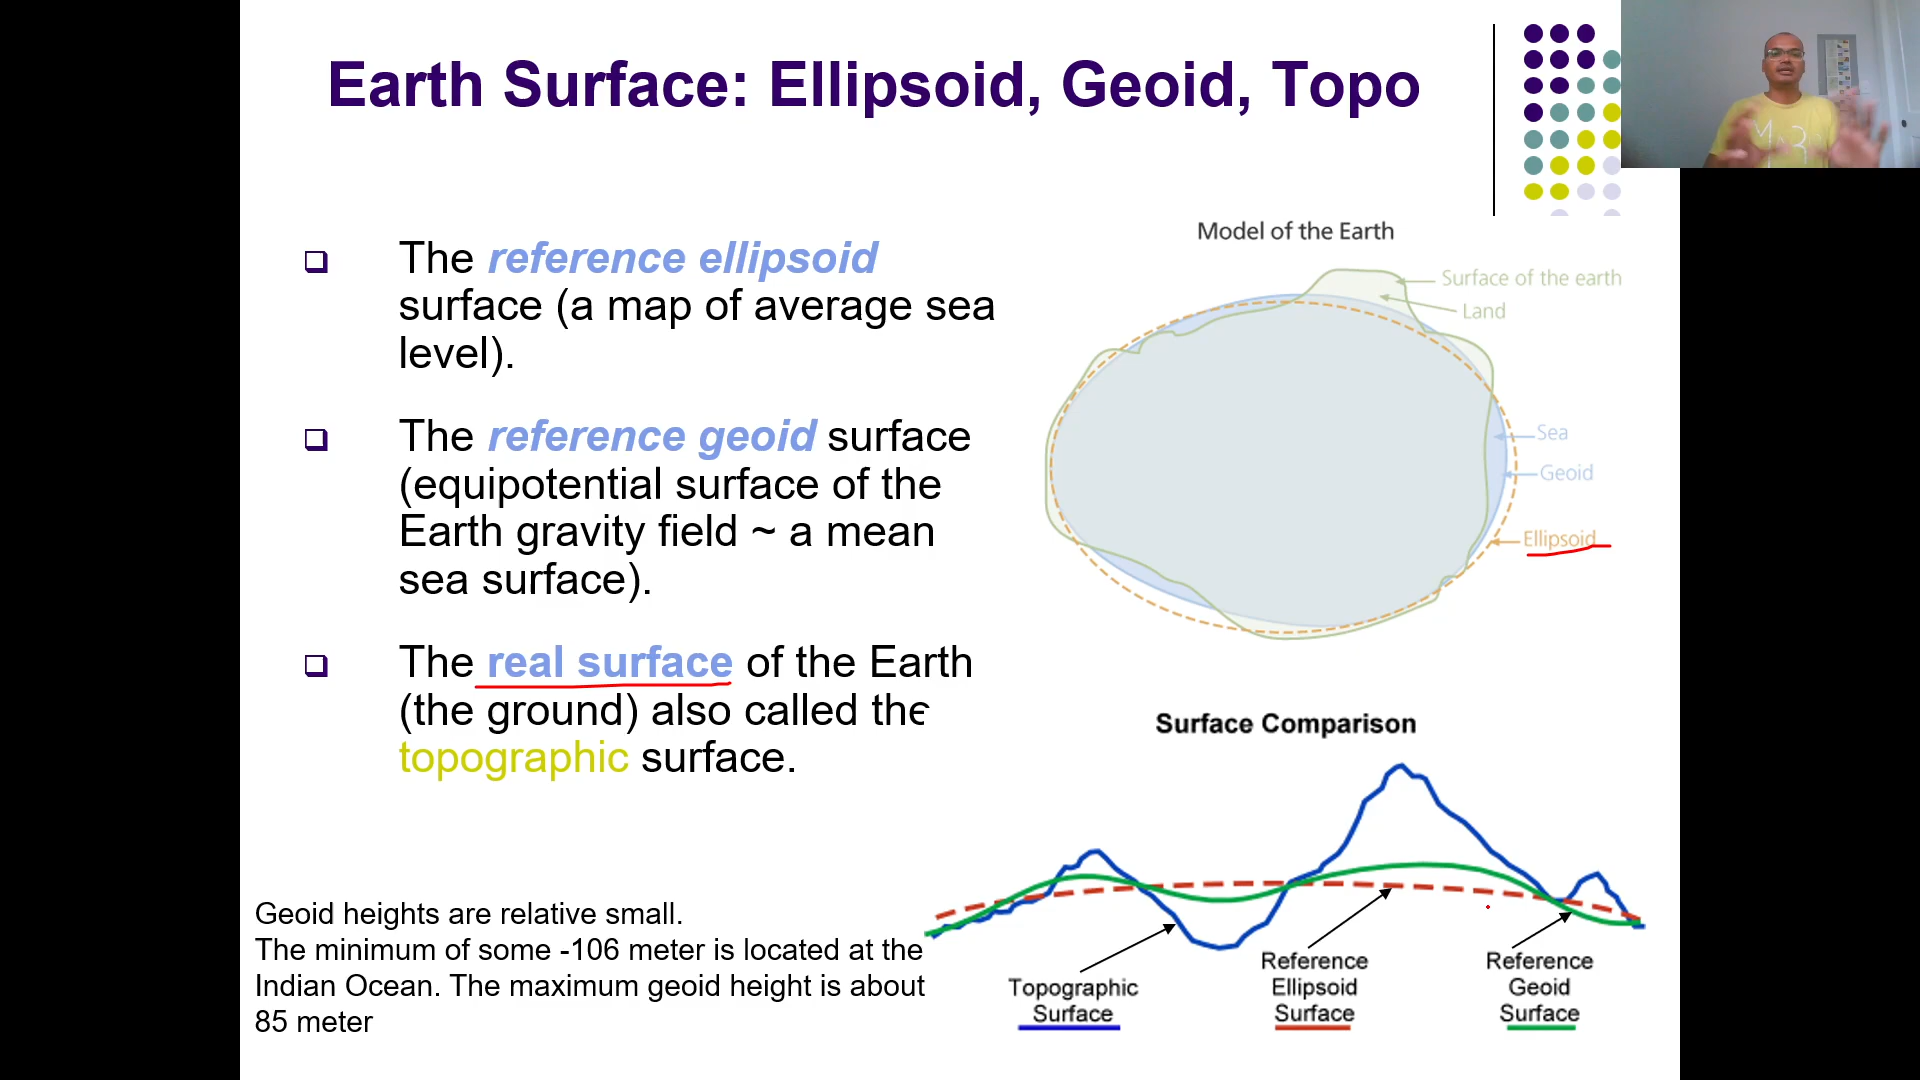 Earth Surface: Ellipsoid, Geoid, Topo
The reference ellipsoid
surface (a map of average sea
level).
The reference geoid surface
(equipotential surface of the
Earth gravity field ~ a mean
sea surface).
The real surface of the Earth
(the ground) also called the
topographic surface.
Geoid heights are relative small.
The minimum of some -106 meter is located at the
Indian Ocean. The maximum geoid height is about
85 meter
Model of the Earth
Surface of the earth
Land
Sea
Geoid
Ellipsoid
Surface Comparison
Topographic
Surface
Reference
Ellipsoid
Surface
Reference
Geoid
Surface